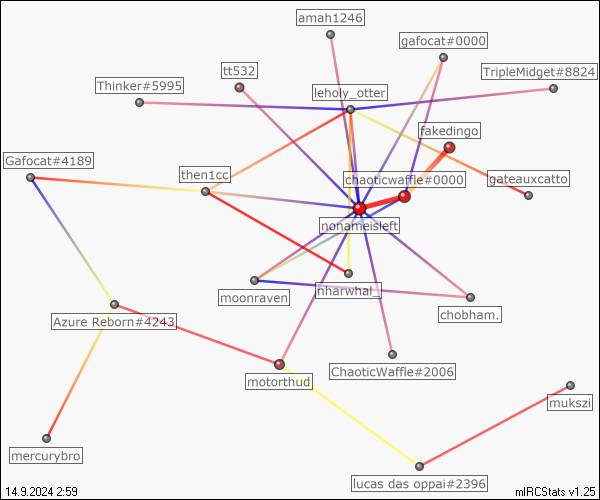 amah1246
gafocat#0000
tt532
TripleMidget#8824
Thinker#5995
leholy_otter
fakedingo
Gafocat#4189
then1cc
chaoticwaffle#0000
gateauxcatto
nonameisleft
moonraven
nharwhal_
chobham.
Azure Reborn#4243
ChaoticWaffle#2006
motorthud
mukszi
mercurybro
lucas das oppai#2396
14.9.2024 2:59
mIRCStats v1.25